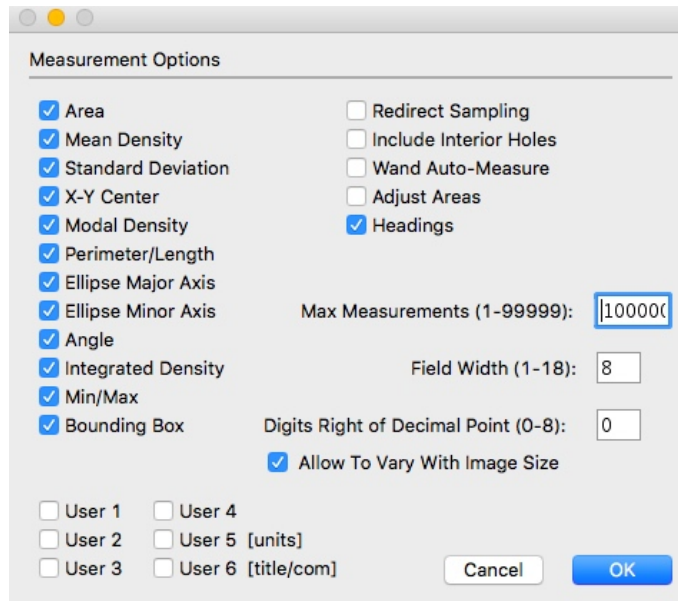 Measurement Options
Area
Mean Density
Standard Deviation
X-Y Center
Modal Density
Perimeter/Length
Ellipse Major Axis
Ellipse Minor Axis
Angle
Integrated Density
Min/Max
Bounding Box
Redirect Sampling
Include Interior Holes
Wand Auto-Measure
Adjust Areas
Headings
Max Measurements (1-99999): 100000
Field Width (1-18): 8
Digits Right of Decimal Point (0-8): 0
Allow To Vary With Image Size
User 1
User 2
User 3
User 4
User 5 [units]
User 6 [title/com]
Cancel
OK